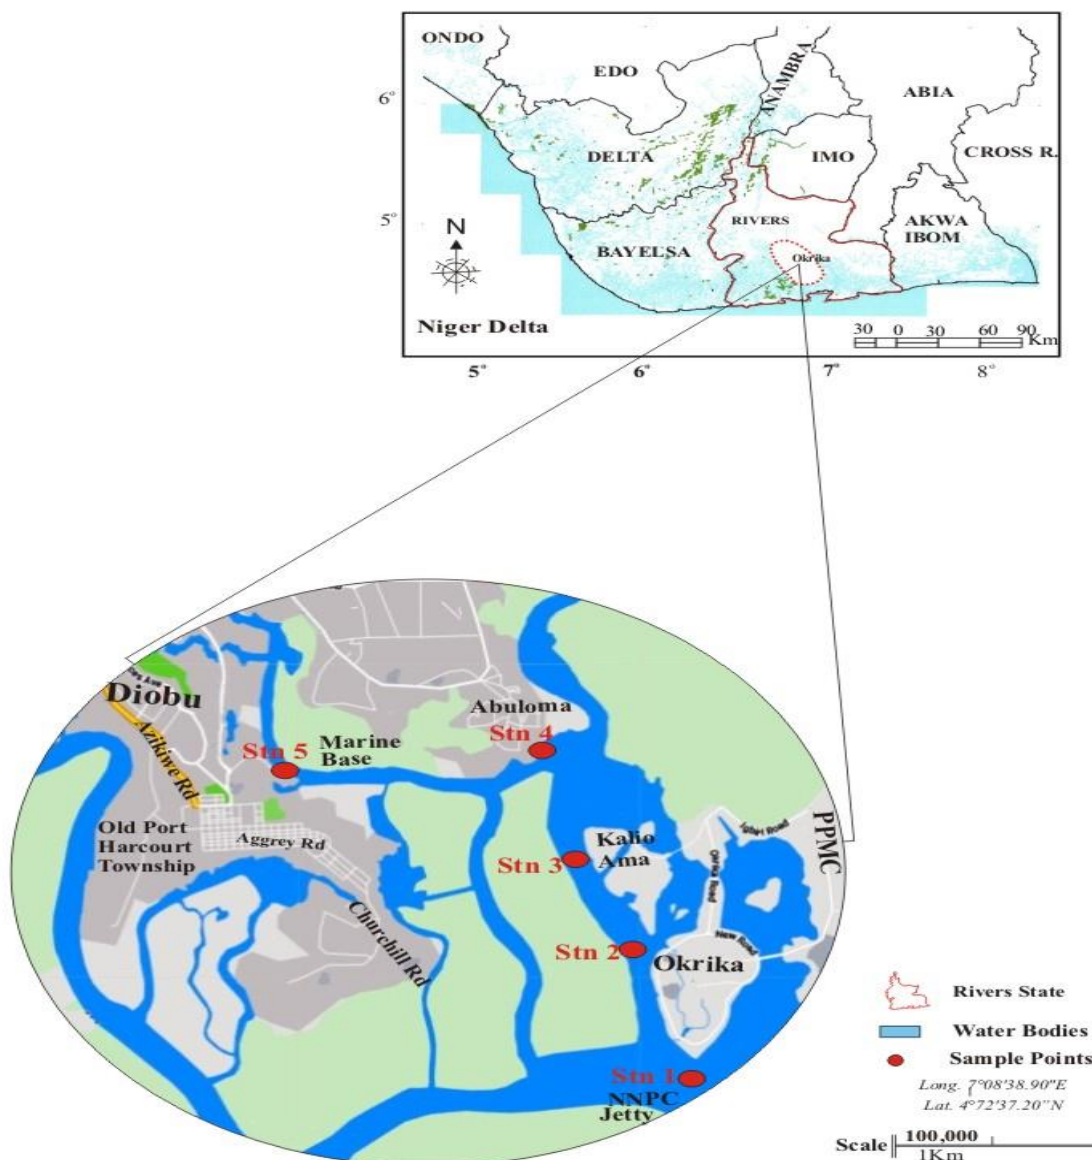 ONDO
EDO
ANAMBRA
ABIA
6°
DELTA
IMO
CROSS R.
5°
RIVERS
AKWA
IBOM
N
BAYELSA
Okrika
Niger Delta
30 0 30 60 90
Km
5° 6° 7° 8°
Diobu
Azikiwe Rd
Abuloma
Stn 4
Marine
Base
Stn 5
Old Port
Harcourt
Township
Aggrey Rd
Kalio
Ama
Stn 3
PPMC
Okrika Road
New Road
Churchill Rd
Stn 2
Okrika
Stn 1
NNPC
Jetty
Rivers State
Water Bodies
Sample Points
Long. 7°08'38.90"E
Lat. 4°72'37.20"N
Scale 100,000
1Km